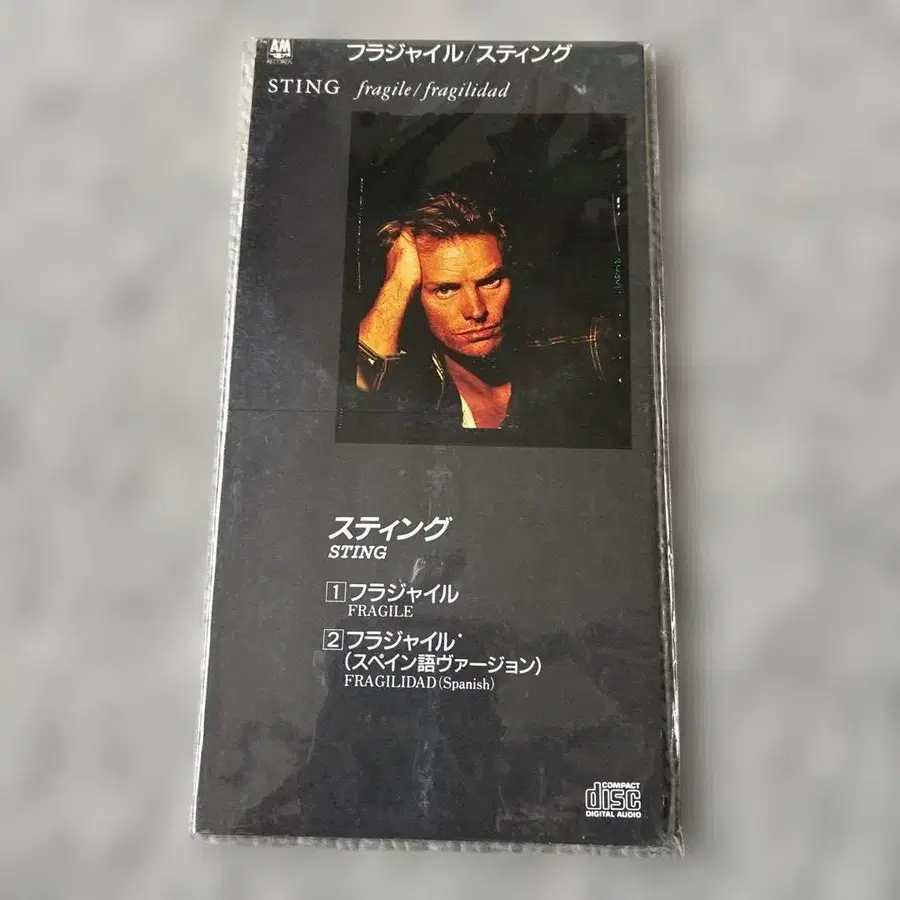 AM
RECORDS
フラジャイル/スティング
STING fragile/fragilidad
スティング
STING
1 フラジャイル
FRAGILE
2 フラジャイル
(スペイン語ヴァージョン)
FRAGILIDAD(Spanish)
COMPACT
disc
DIGITAL AUDIO